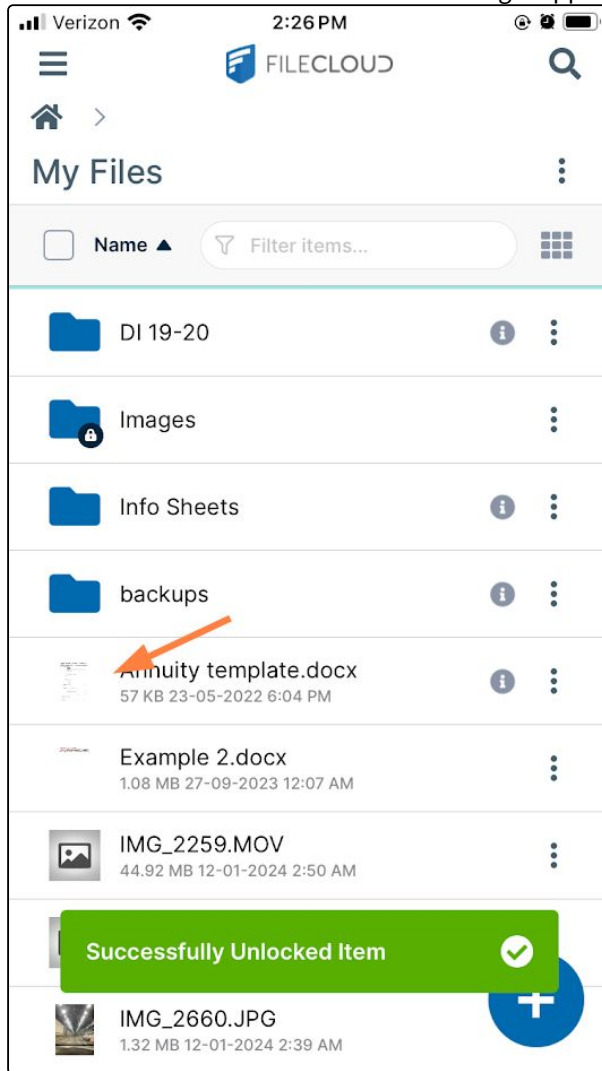 Verizon 2:26 PM
FILECLOUD
My Files
Name Filter items...
DI 19-20
Images
Info Sheets
backups
Annuity template.docx
57 KB 23-05-2022 6:04 PM
Example 2.docx
1.08 MB 27-09-2023 12:07 AM
IMG_2259.MOV
44.92 MB 12-01-2024 2:50 AM
Successfully Unlocked Item
IMG_2660.JPG
1.32 MB 12-01-2024 2:39 AM